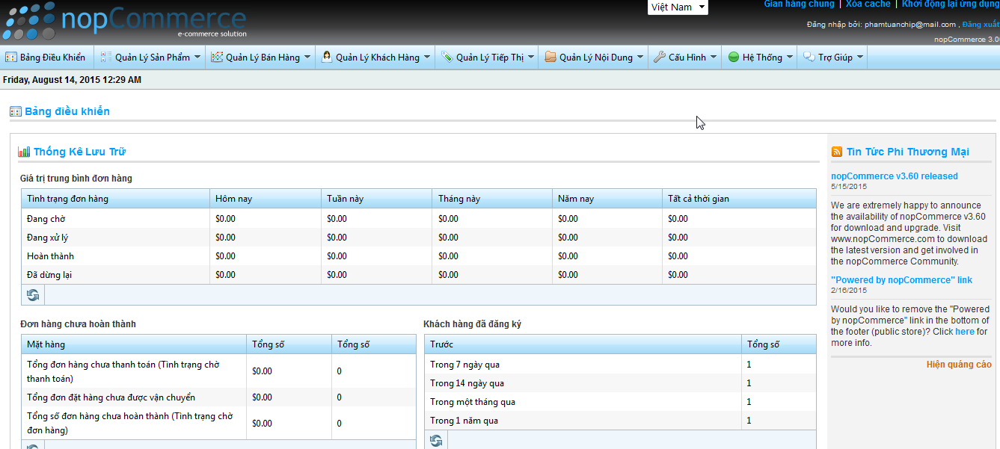 nopCommerce
e-commerce solution
Việt Nam
Gian hàng chung | Xóa cache | Khởi động lại ứng dụng
Đăng nhập bởi: phamtuanchip@mail.com , Đăng xuất
nopCommerce 3.0
Bảng Điều Khiển Quản Lý Sản Phẩm Quản Lý Bán Hàng Quản Lý Khách Hàng Quản Lý Tiếp Thị Quản Lý Nội Dung Cấu Hình Hệ Thống Trợ Giúp
Friday, August 14, 2015 12:29 AM
Bảng điều khiển
Thống Kê Lưu Trữ
Giá trị trung bình đơn hàng
Tình trạng đơn hàng Hôm nay Tuần này Tháng này Năm nay Tất cả thời gian
Đang chờ $0.00 $0.00 $0.00 $0.00 $0.00
Đang xử lý $0.00 $0.00 $0.00 $0.00 $0.00
Hoàn thành $0.00 $0.00 $0.00 $0.00 $0.00
Đã dừng lại $0.00 $0.00 $0.00 $0.00 $0.00
Đơn hàng chưa hoàn thành
Mặt hàng Tổng số Tổng số
Tổng đơn hàng chưa thanh toán (Tình trạng chờ
thanh toán) $0.00 0
Tổng đơn đặt hàng chưa được vận chuyển $0.00 0
Tổng số đơn hàng chưa hoàn thành (Tình trạng chờ
đơn hàng) $0.00 0
Khách hàng đã đăng ký
Trước Tổng số
Trong 7 ngày qua 1
Trong 14 ngày qua 1
Trong một tháng qua 1
Trong 1 năm qua 1
Tin Tức Phi Thương Mại
nopCommerce v3.60 released
5/15/2015
We are extremely happy to announce
the availability of nopCommerce v3.60
for download and upgrade. Visit
www.nopCommerce.com to download
the latest version and get involved in
the nopCommerce Community.
"Powered by nopCommerce" link
2/16/2015
Would you like to remove the "Powered
by nopCommerce" link in the bottom of
the footer (public store)? Click here for
more info.
Hiện quảng cáo